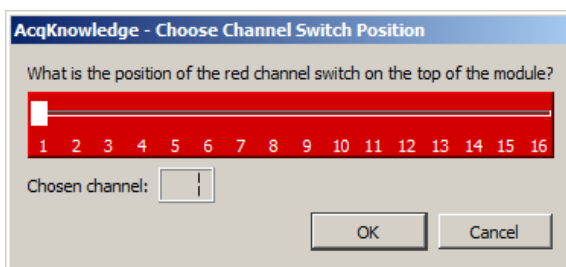 AcqKnowledge - Choose Channel Switch Position
What is the position of the red channel switch on the top of the module?
1 2 3 4 5 6 7 8 9 10 11 12 13 14 15 16
Chosen channel: 1
OK Cancel